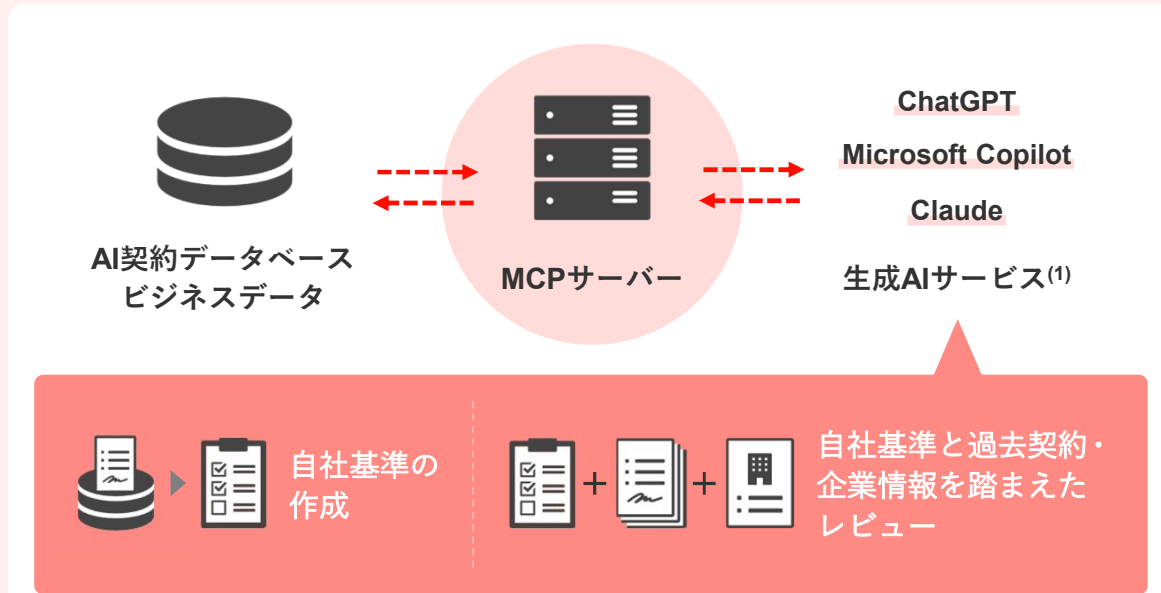 ChatGPT
Microsoft Copilot
Claude
AI契約データベース
ビジネスデータ
MCPサーバー
生成AIサービス(1)
自社基準の
作成
+
+
自社基準と過去契約・
企業情報を踏まえた
レビュー